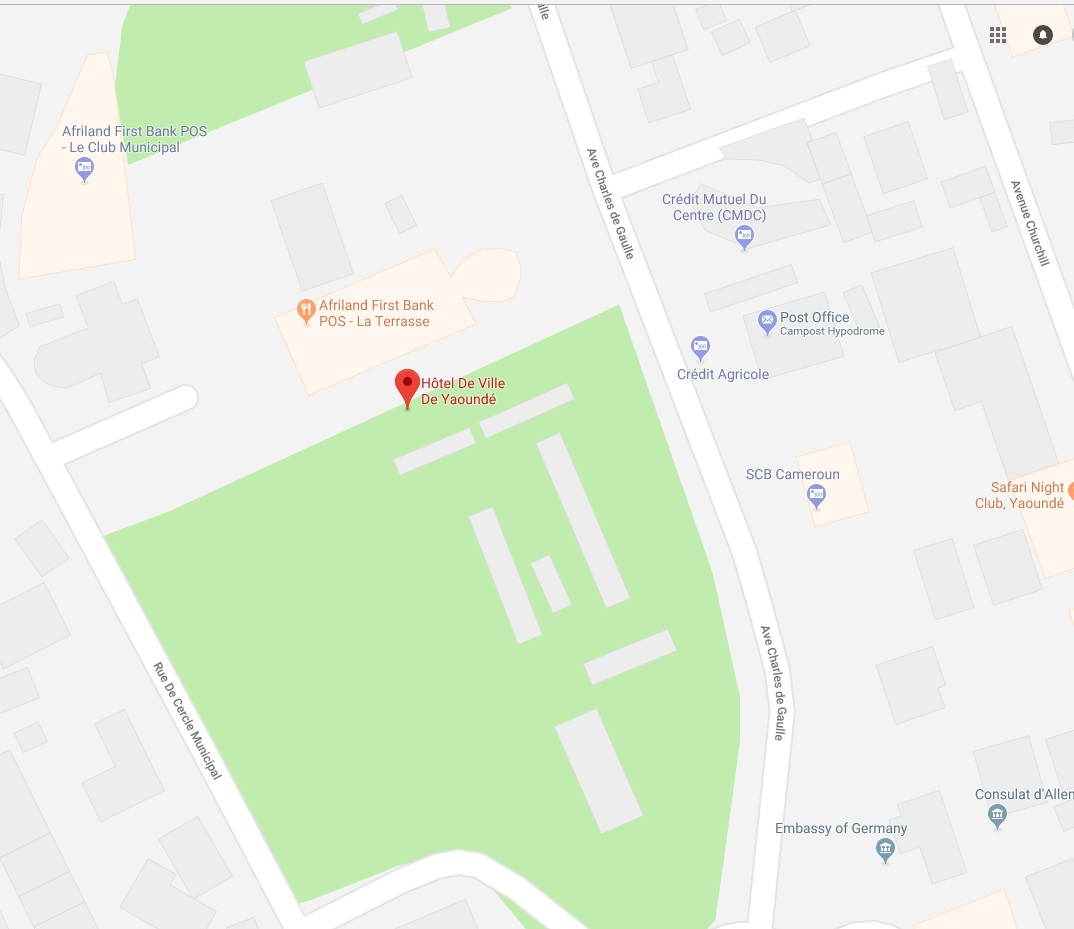 Afriland First Bank POS
- Le Club Municipal
Ave Charles de Gaulle
Crédit Mutuel Du
Centre (CMDC)
Avenue Churchill
Afriland First Bank
POS - La Terrasse
Post Office
Campost Hypodrome
Crédit Agricole
Hôtel De Ville
De Yaoundé
SCB Cameroun
Safari Night
Club, Yaoundé
Ave Charles de Gaulle
Rue De Cercle Municipal
Consulat d'Allem
Embassy of Germany